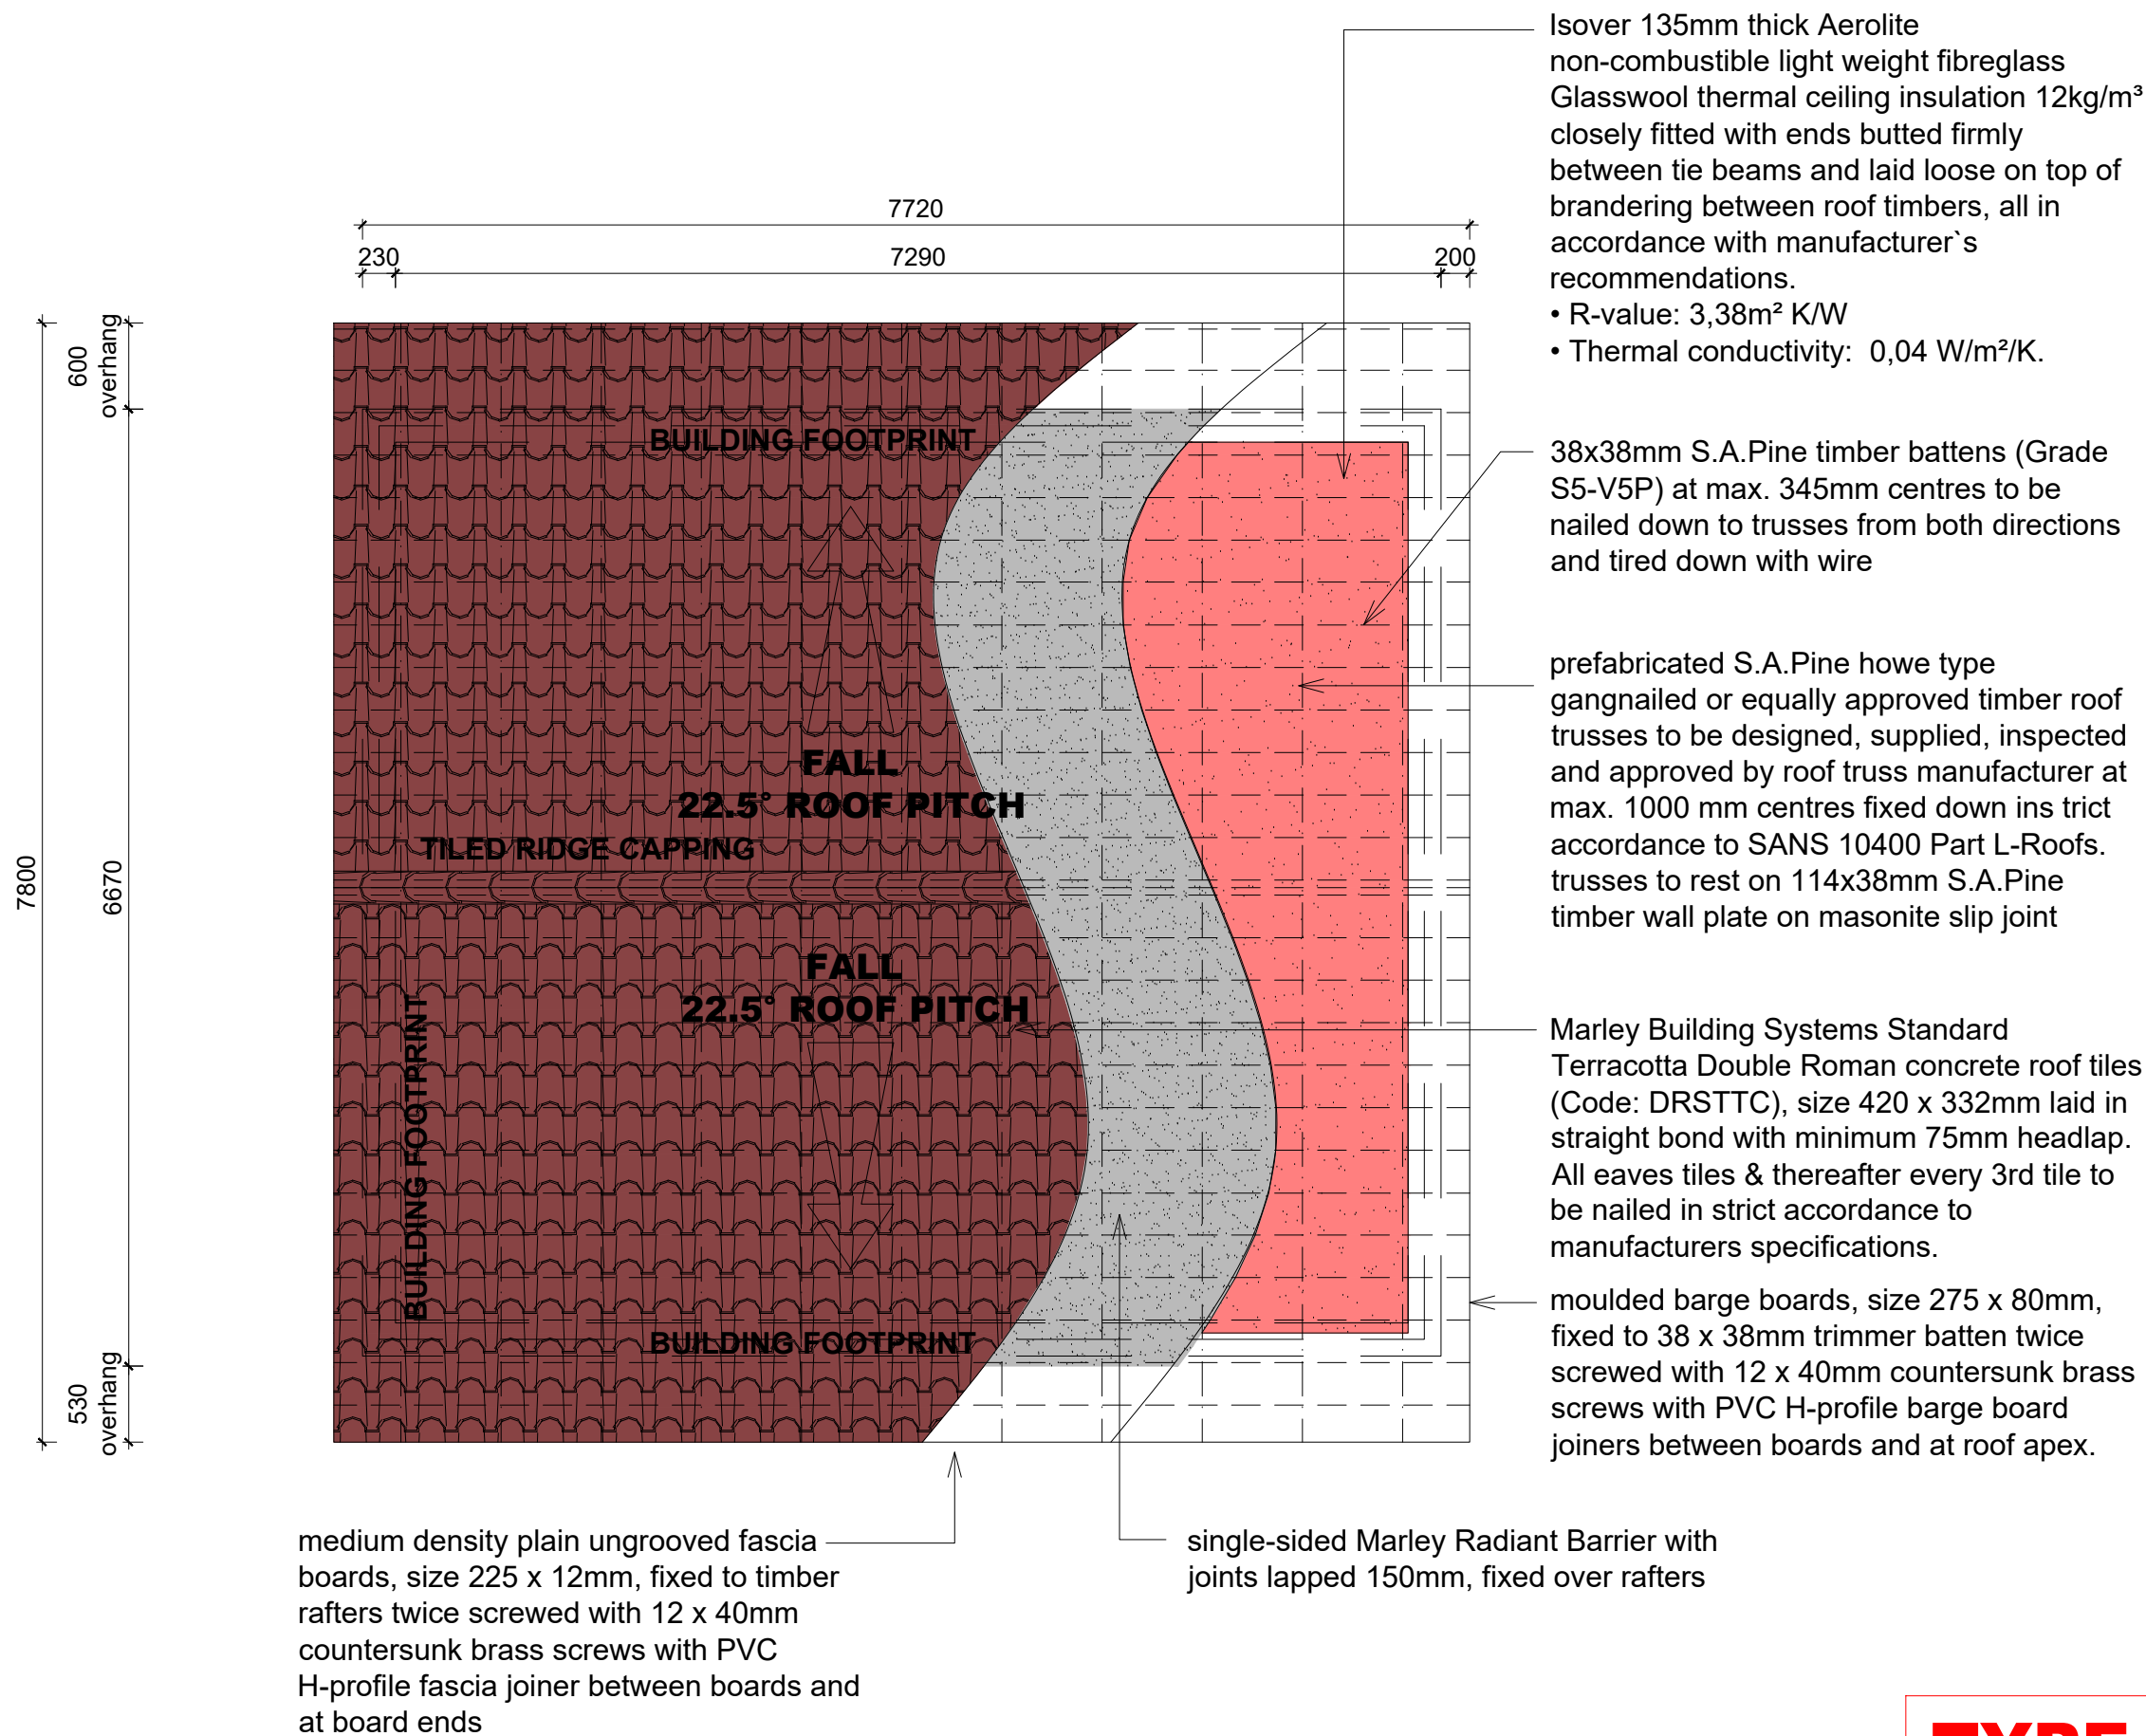 Isover 135mm thick Aerolite
non-combustible light weight fibreglass
Glasswool thermal ceiling insulation 12kg/m³
closely fitted with ends butted firmly
between tie beams and laid loose on top of
brandering between roof timbers, all in
accordance with manufacturer`s
recommendations.
• R-value: 3,38m² K/W
• Thermal conductivity:  0,04 W/m²/K.
7720
230
7290
200
600
overhang
7800
6670
530
overhang
BUILDING FOOTPRINT
FALL
22.5° ROOF PITCH
TILED RIDGE CAPPING
FALL
22.5° ROOF PITCH
BUILDING FOOTPRINT
BUILDING FOOTPRINT
38x38mm S.A.Pine timber battens (Grade
S5-V5P) at max. 345mm centres to be
nailed down to trusses from both directions
and tired down with wire
prefabricated S.A.Pine howe type
gangnailed or equally approved timber roof
trusses to be designed, supplied, inspected
and approved by roof truss manufacturer at
max. 1000 mm centres fixed down ins trict
accordance to SANS 10400 Part L-Roofs.
trusses to rest on 114x38mm S.A.Pine
timber wall plate on masonite slip joint
Marley Building Systems Standard
Terracotta Double Roman concrete roof tiles
(Code: DRSTTC), size 420 x 332mm laid in
straight bond with minimum 75mm headlap.
All eaves tiles & thereafter every 3rd tile to
be nailed in strict accordance to
manufacturers specifications.
moulded barge boards, size 275 x 80mm,
fixed to 38 x 38mm trimmer batten twice
screwed with 12 x 40mm countersunk brass
screws with PVC H-profile barge board
joiners between boards and at roof apex.
medium density plain ungrooved fascia
boards, size 225 x 12mm, fixed to timber
rafters twice screwed with 12 x 40mm
countersunk brass screws with PVC
H-profile fascia joiner between boards and
at board ends
single-sided Marley Radiant Barrier with
joints lapped 150mm, fixed over rafters